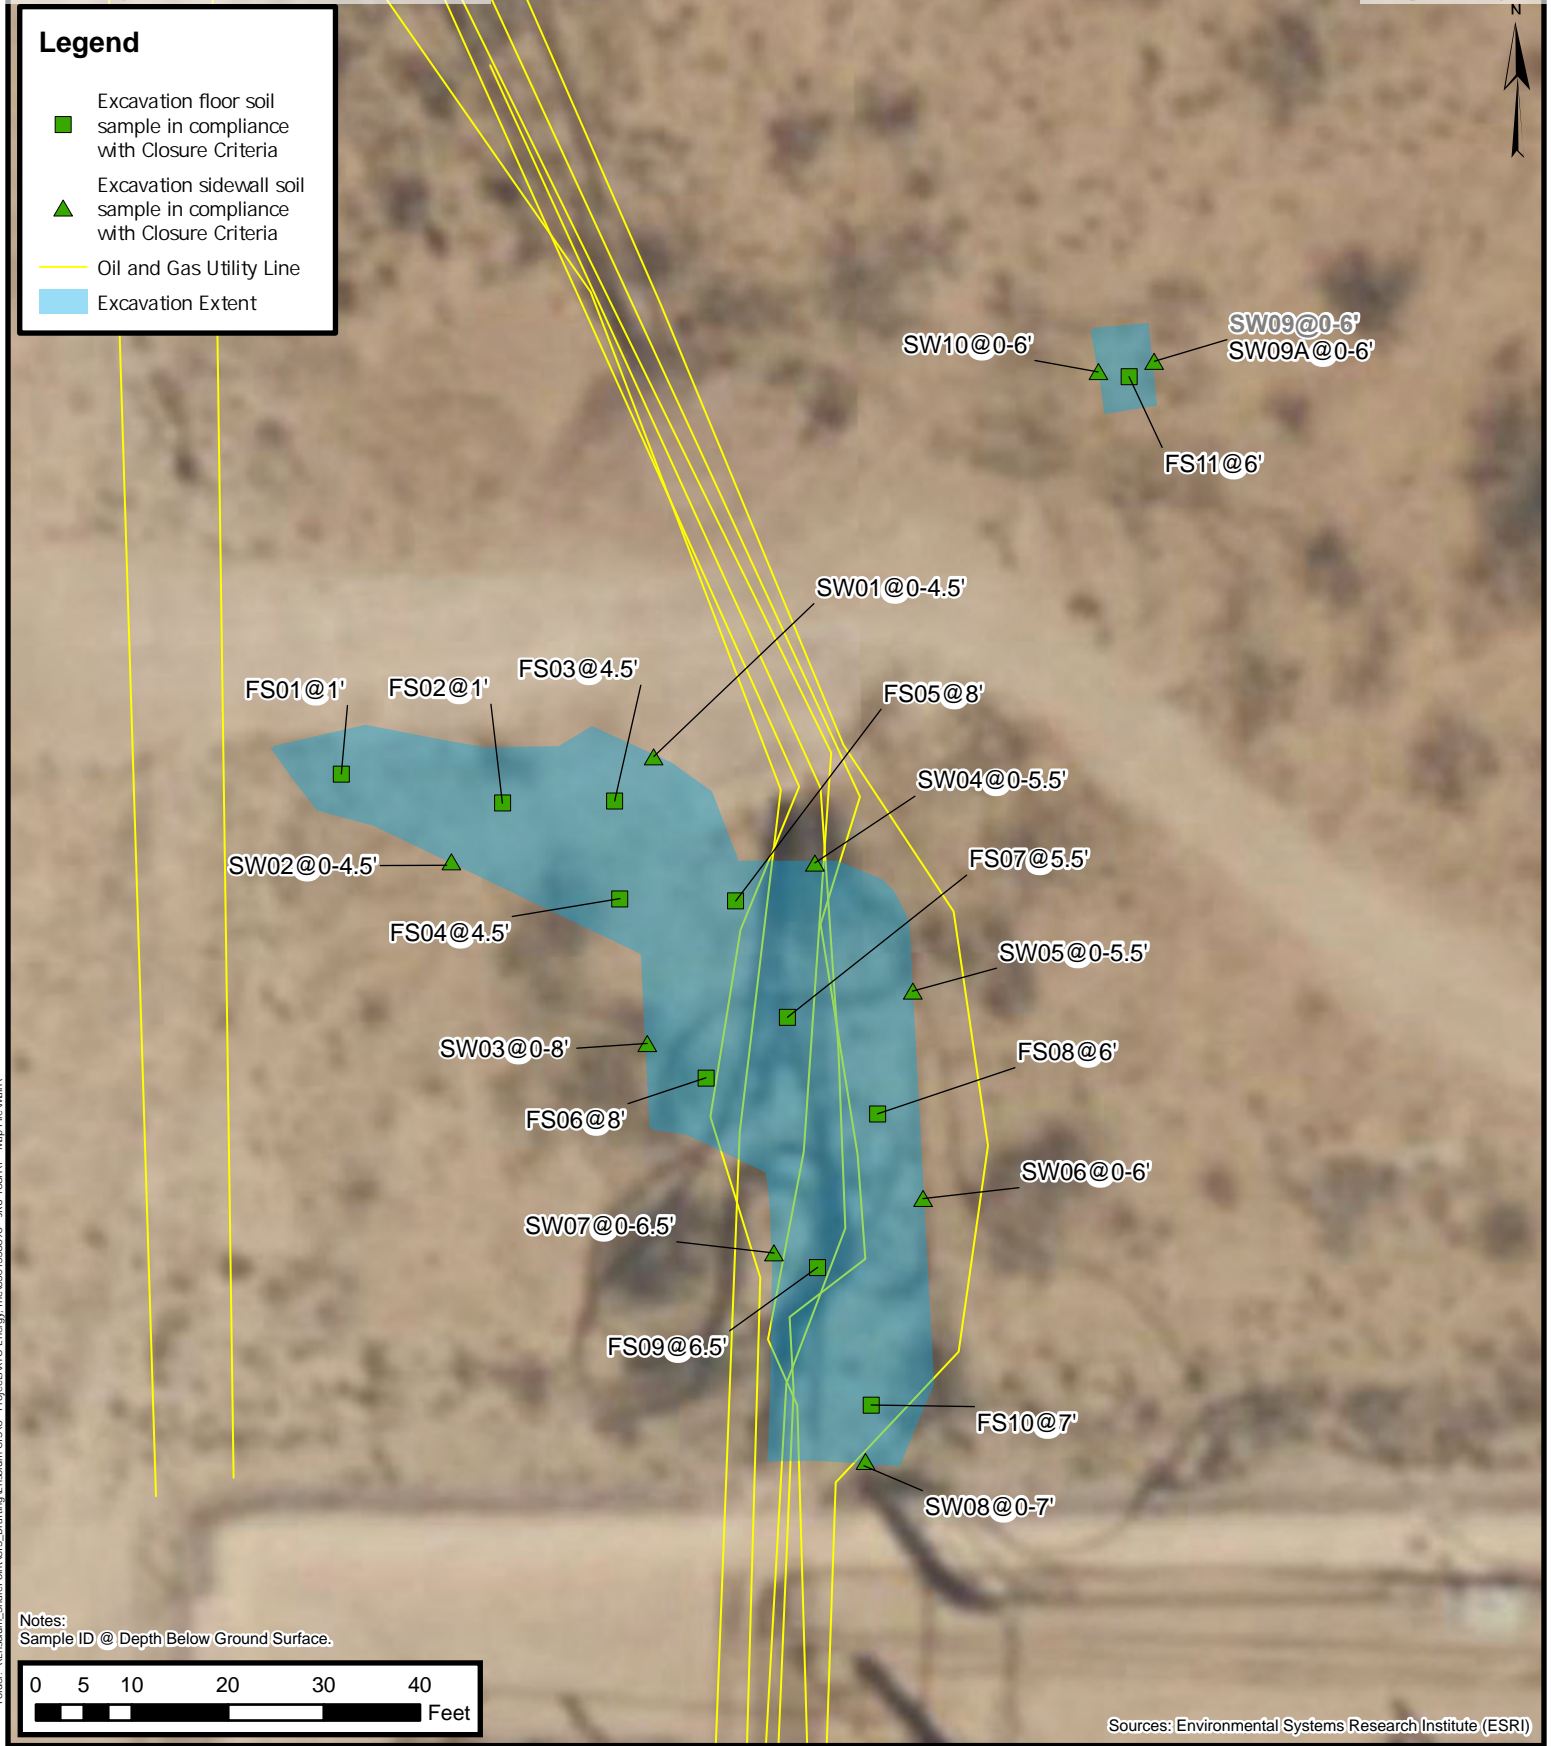 N
Legend
Excavation floor soil
sample in compliance
with Closure Criteria
Excavation sidewall soil
sample in compliance
with Closure Criteria
Oil and Gas Utility Line
Excavation Extent
SW09@0-6'
SW10@0-6'
SW09A@0-6'
FS11@6'
SW01@0-4.5'
FS03@4.5'
FS01@1'
FS02@1'
FS05@8'
SW04@0-5.5'
SW02@0-4.5'
FS07@5.5'
FS04@4.5'
SW05@0-5.5'
SW03@0-8'
FS08@6'
FS06@8'
SW06@0-6'
SW07@0-6.5'
FS09@6.5'
FS10@7'
SW08@0-7'
Notes:
Sample ID @ Depth Below Ground Surface.
0 5 10 20 30 40
Feet
Sources: Environmental Systems Research Institute (ESRI)